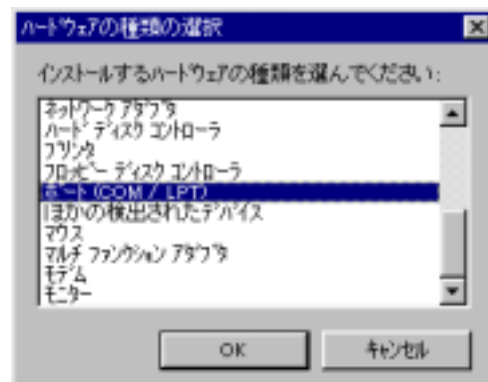 ハードウェアの種類の選択
インストールするハードウェアの種類を選んでください:
ネットワーク アダプタ
ハード ディスク コントローラ
プリンタ
フロッピー ディスク コントローラ
ポート (COM / LPT)
ほかの検出されたデバイス
マウス
マルチ ファンクション アダプタ
モデム
モニター
OK
キャンセル